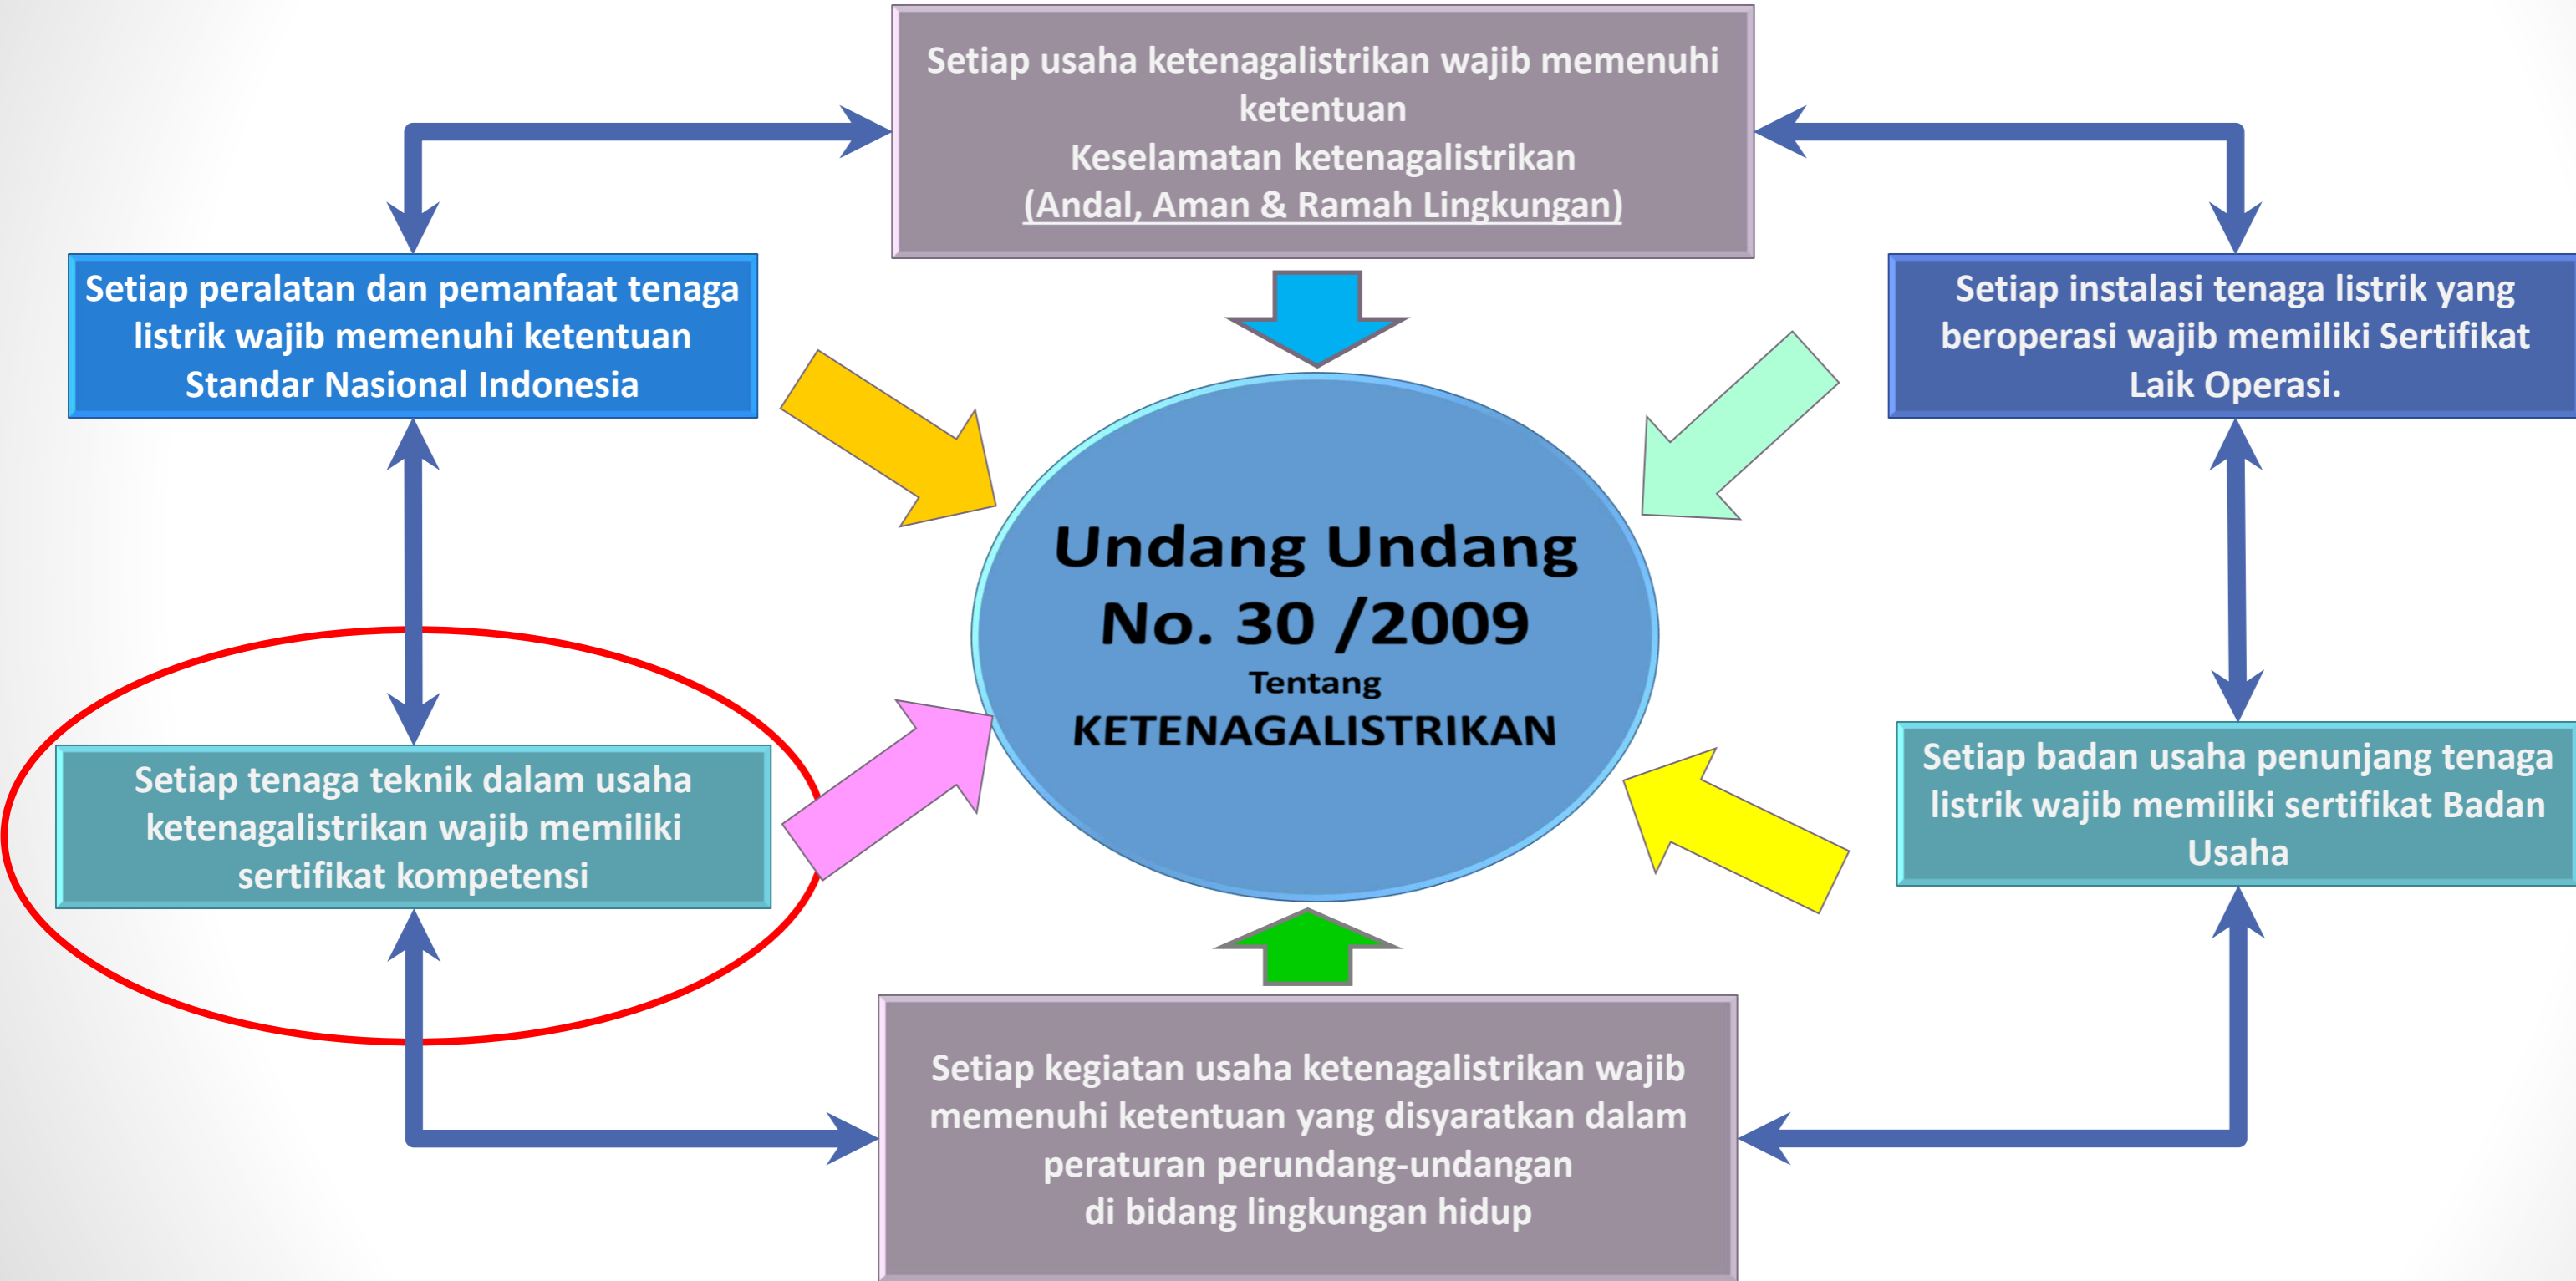 Setiap usaha ketenagalistrikan wajib memenuhi
ketentuan
Keselamatan ketenagalistrikan
(Andal, Aman & Ramah Lingkungan)
Setiap peralatan dan pemanfaat tenaga
listrik wajib memenuhi ketentuan
Standar Nasional Indonesia
Setiap instalasi tenaga listrik yang
beroperasi wajib memiliki Sertifikat
Laik Operasi.
Undang Undang
No. 30 /2009
Tentang
KETENAGALISTRIKAN
Setiap tenaga teknik dalam usaha
ketenagalistrikan wajib memiliki
sertifikat kompetensi
Setiap badan usaha penunjang tenaga
listrik wajib memiliki sertifikat Badan
Usaha
Setiap kegiatan usaha ketenagalistrikan wajib
memenuhi ketentuan yang disyaratkan dalam
peraturan perundang-undangan
di bidang lingkungan hidup